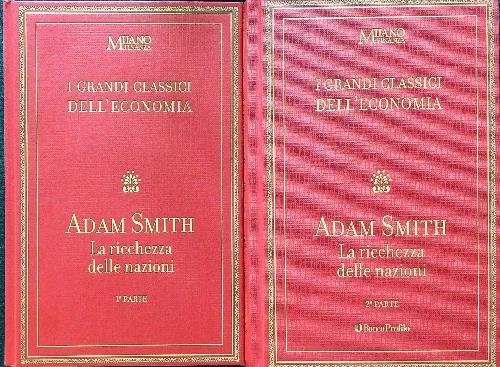 MILANO
FINANZA
I GRANDI CLASSICI
DELL'ECONOMIA
ADAM SMITH
La ricchezza
delle nazioni
1ª PARTE
MILANO
FINANZA
I GRANDI CLASSICI
DELL'ECONOMIA
ADAM SMITH
La ricchezza
delle nazioni
2ª PARTE
Banca Profilo